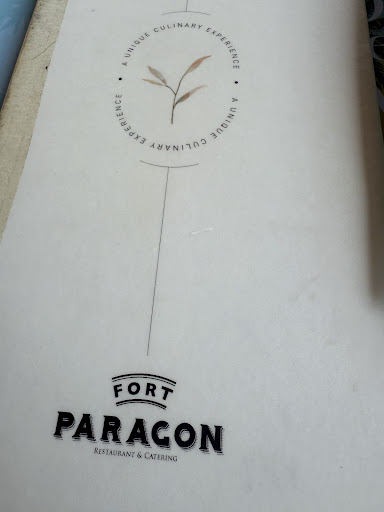 A UNIQUE CULINARY EXPERIENCE • A UNIQUE CULINARY EXPERIENCE •
FORT
PARAGON
RESTAURANT & CATERING